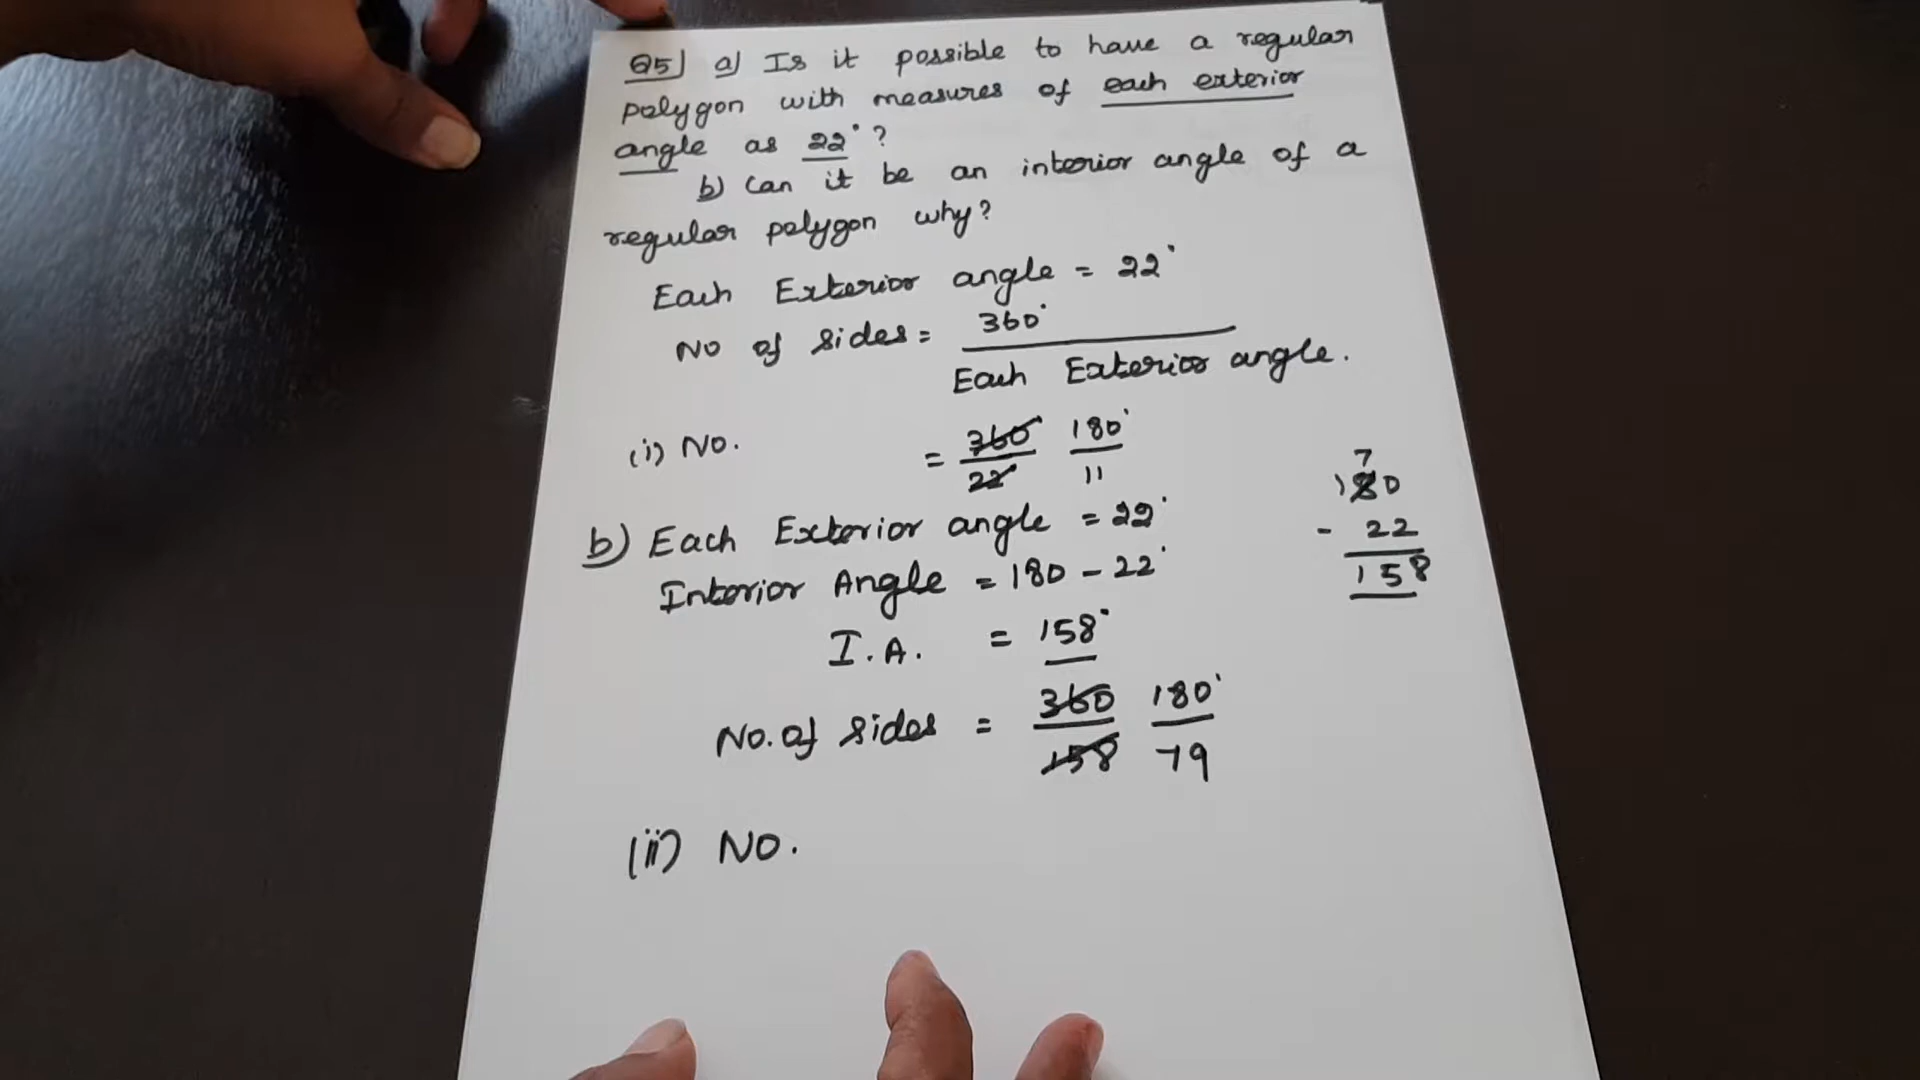 Q5) a) Is it possible to have a regular
polygon with measures of each exterior
angle as 22°?
b) Can it be an interior angle of a
regular polygon why?
Each Exterior angle = 22°
No of sides = 360° / Each Exterior angle.
(i) No. = 360/22 180°/11
b) Each Exterior angle = 22°
Interior Angle = 180 - 22°
7
180
- 22
158
I.A. = 158°
No. of sides = 360/158 180°/79
(ii) No.